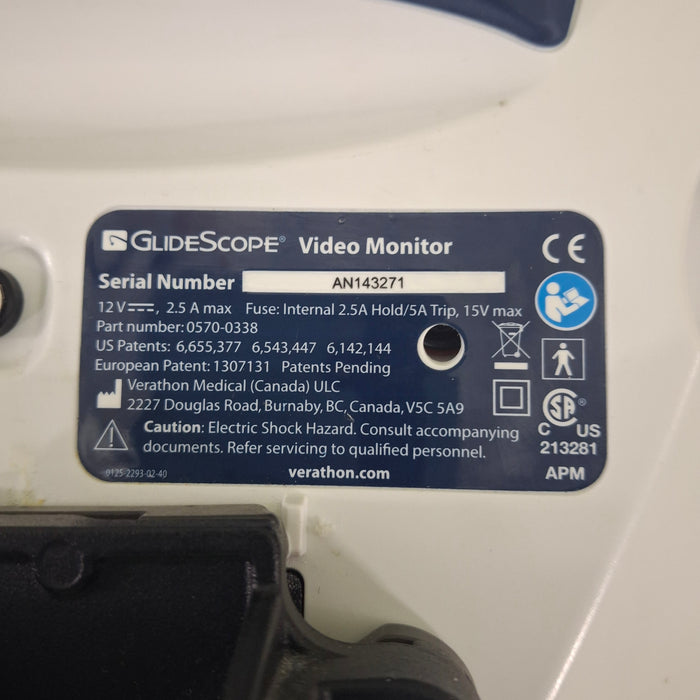 GLIDESCOPE® Video Monitor
CE
Serial Number AN143271
12 V⎓, 2.5 A max Fuse: Internal 2.5A Hold/5A Trip, 15V max
Part number: 0570-0338
US Patents: 6,655,377 6,543,447 6,142,144
European Patent: 1307131 Patents Pending
Verathon Medical (Canada) ULC
2227 Douglas Road, Burnaby, BC, Canada, V5C 5A9
Caution: Electric Shock Hazard. Consult accompanying
documents. Refer servicing to qualified personnel.
0125-2293-02-40
verathon.com
SA®
C US
213281
APM